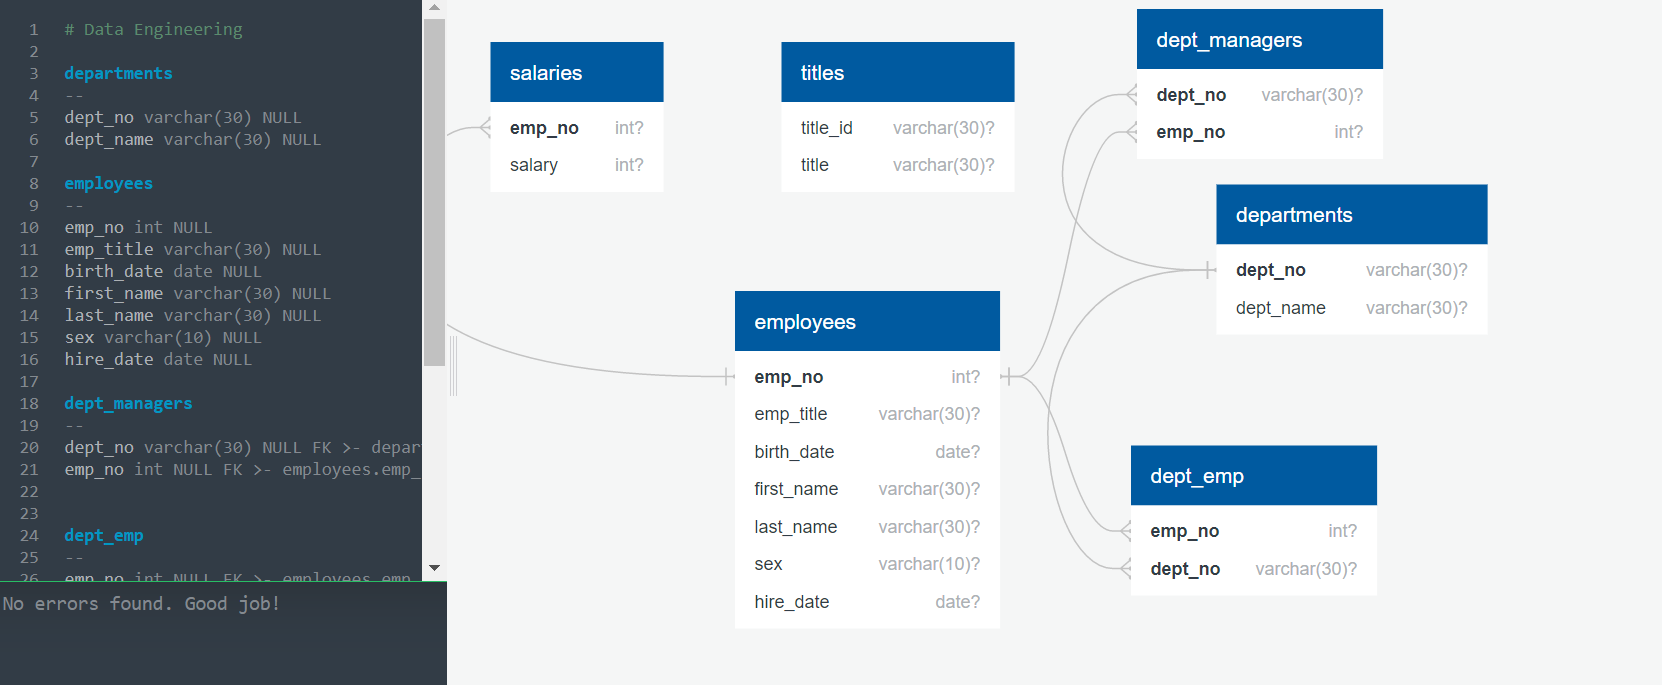 1 # Data Engineering
2
3 departments
4 --
5 dept_no varchar(30) NULL
6 dept_name varchar(30) NULL
7
8 employees
9 --
10 emp_no int NULL
11 emp_title varchar(30) NULL
12 birth_date date NULL
13 first_name varchar(30) NULL
14 last_name varchar(30) NULL
15 sex varchar(10) NULL
16 hire_date date NULL
17
18 dept_managers
19 --
20 dept_no varchar(30) NULL FK >- depar
21 emp_no int NULL FK >- employees.emp_
22
23
24 dept_emp
25 --
26 emp_no int NULL FK >- employees.emp
No errors found. Good job!
salaries
emp_no int?
salary int?
titles
title_id varchar(30)?
title varchar(30)?
dept_managers
dept_no varchar(30)?
emp_no int?
departments
dept_no varchar(30)?
dept_name varchar(30)?
employees
emp_no int?
emp_title varchar(30)?
birth_date date?
first_name varchar(30)?
last_name varchar(30)?
sex varchar(10)?
hire_date date?
dept_emp
emp_no int?
dept_no varchar(30)?